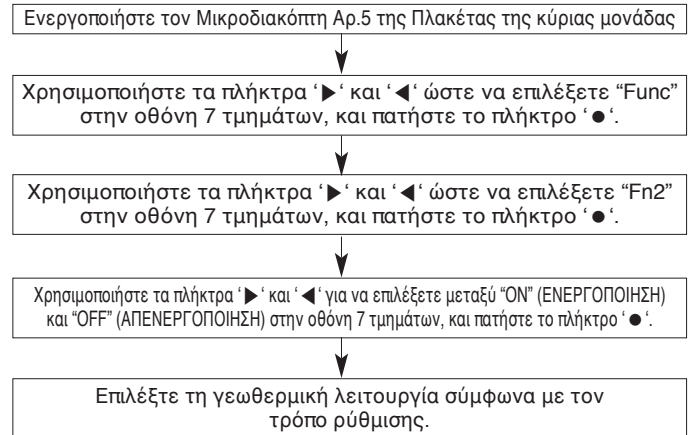 Ενεργοποιήστε τον Μικροδιακόπτη Αρ.5 της Πλακέτας της κύριας μονάδας
Χρησιμοποιήστε τα πλήκτρα ‘▶‘ και ‘◀‘ ώστε να επιλέξετε “Func”
στην οθόνη 7 τμημάτων, και πατήστε το πλήκτρο ‘●‘.
Χρησιμοποιήστε τα πλήκτρα ‘▶‘ και ‘◀‘ ώστε να επιλέξετε “Fn2”
στην οθόνη 7 τμημάτων, και πατήστε το πλήκτρο ‘●‘.
Χρησιμοποιήστε τα πλήκτρα ‘▶‘ και ‘◀‘ για να επιλέξετε μεταξύ “ON” (ΕΝΕΡΓΟΠΟΙΗΣΗ)
και “OFF” (ΑΠΕΝΕΡΓΟΠΟΙΗΣΗ) στην οθόνη 7 τμημάτων, και πατήστε το πλήκτρο ‘●‘.
Επιλέξτε τη γεωθερμική λειτουργία σύμφωνα με τον
τρόπο ρύθμισης.